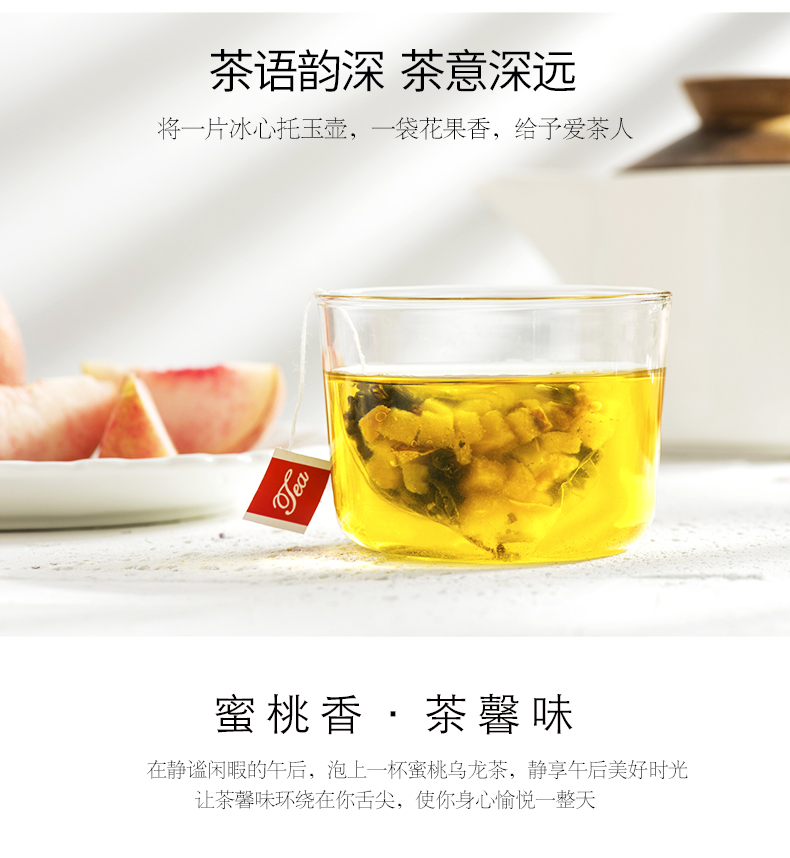 茶语韵深 茶意深远
将一片冰心托玉壶，一袋花果香，给予爱茶人
Tea
蜜桃香·茶馨味
在静谧闲暇的午后，泡上一杯蜜桃乌龙茶，静享午后美好时光
让茶馨味环绕在你舌尖，使你身心愉悦一整天